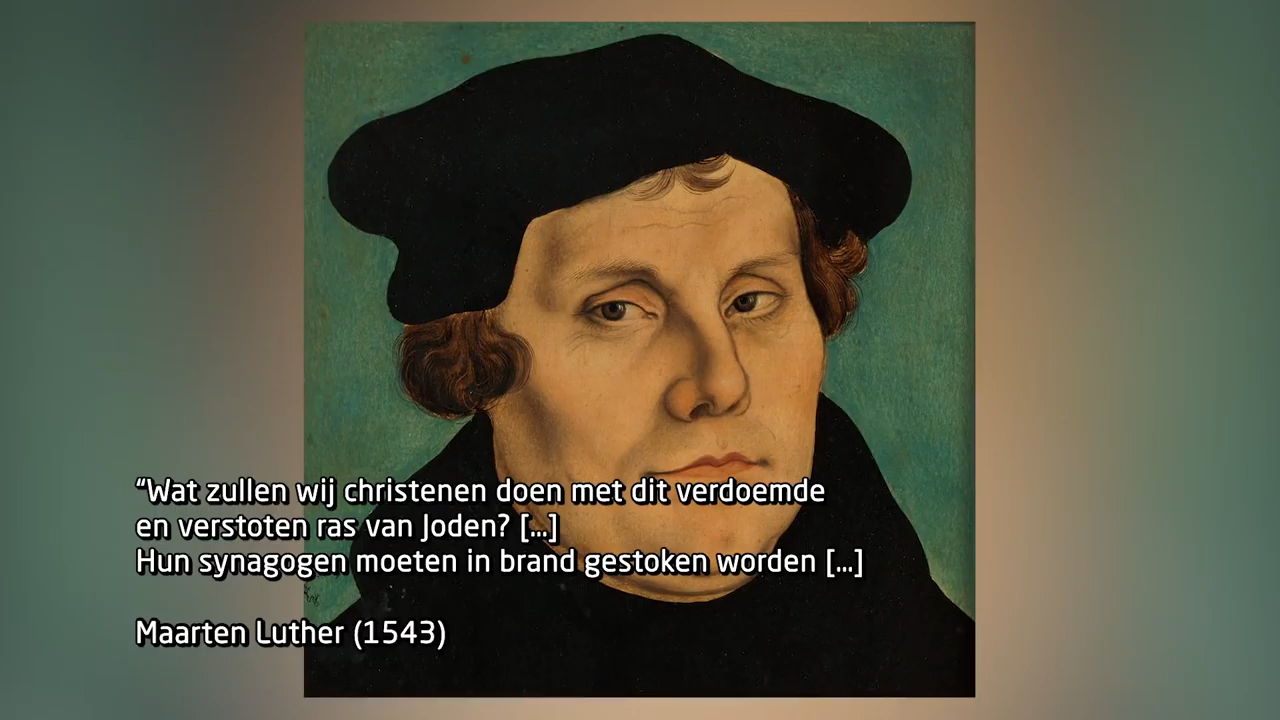 “Wat zullen wij christenen doen met dit verdoemde
en verstoten ras van Joden? [...]
Hun synagogen moeten in brand gestoken worden [...]
Maarten Luther (1543)